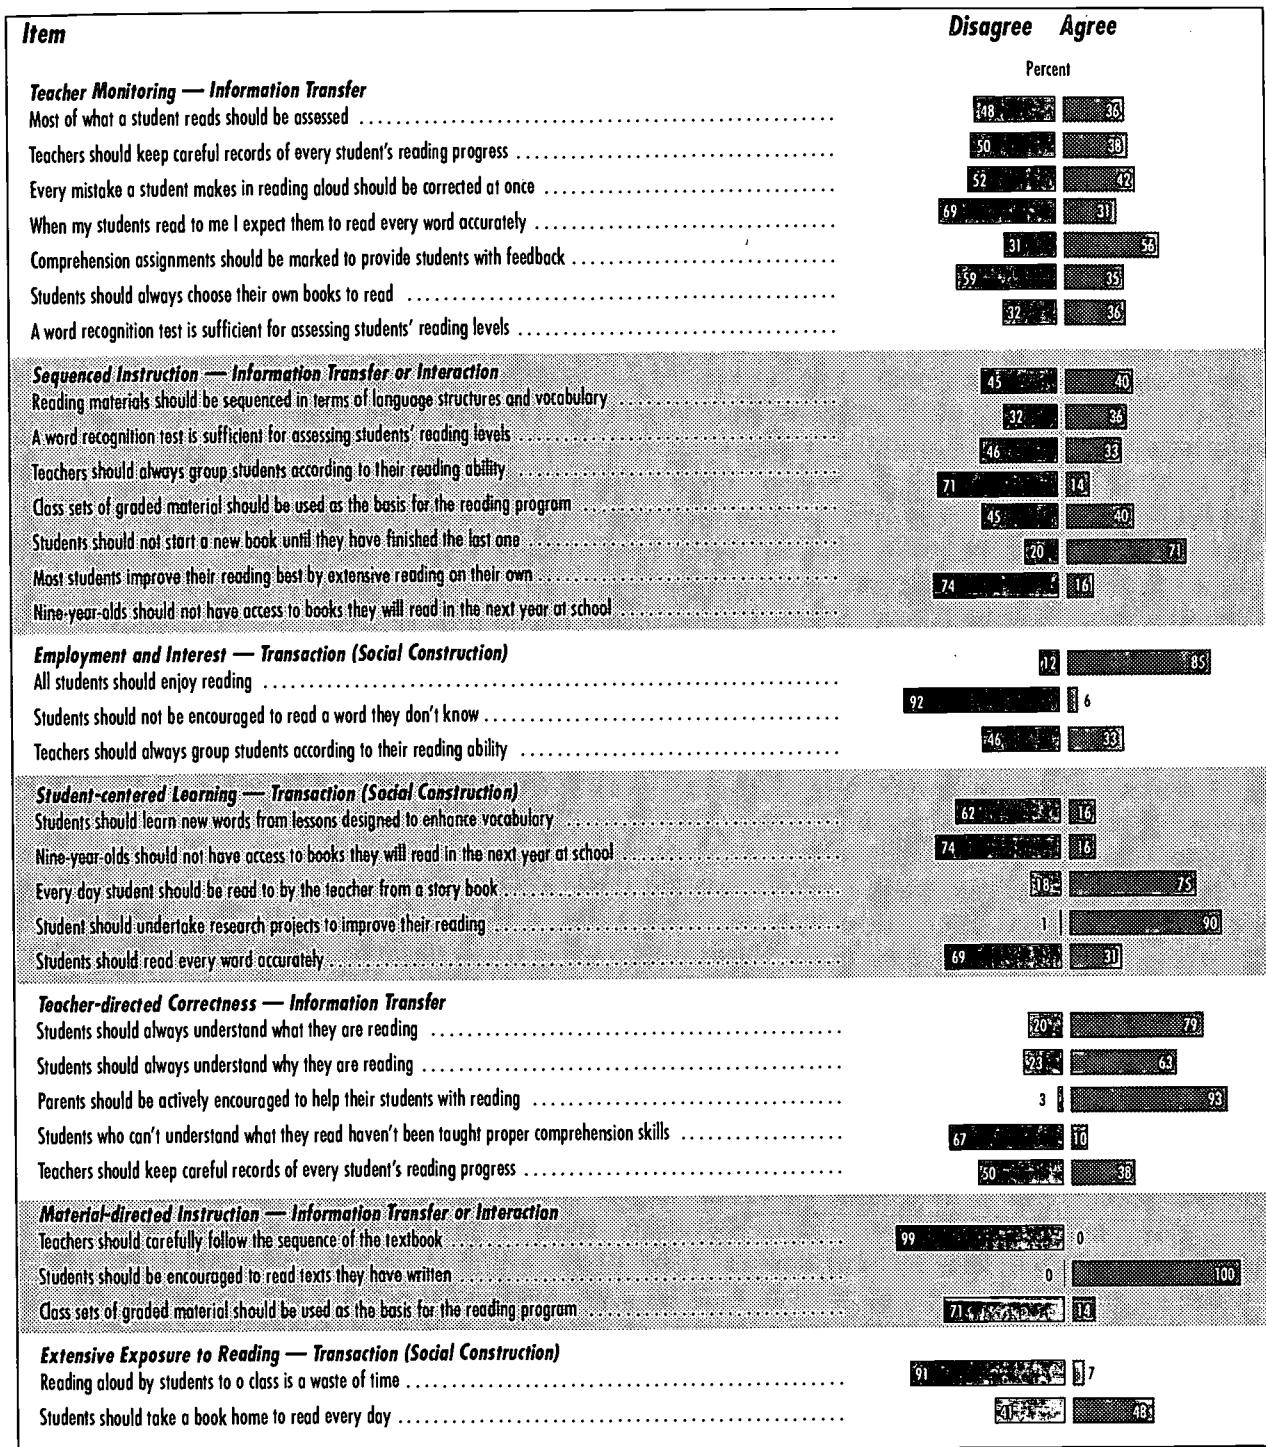 Item Disagree Agree
Percent
Teacher Monitoring — Information Transfer
Most of what a student reads should be assessed 48 36
Teachers should keep careful records of every student's reading progress 50 38
Every mistake a student makes in reading aloud should be corrected at once 52 42
When my students read to me I expect them to read every word accurately 69 31
Comprehension assignments should be marked to provide students with feedback 31 56
Students should always choose their own books to read 59 35
A word recognition test is sufficient for assessing students' reading levels 32 36
Sequenced Instruction — Information Transfer or Interaction
Reading materials should be sequenced in terms of language structures and vocabulary 45 40
A word recognition test is sufficient for assessing students' reading levels 32 36
Teachers should always group students according to their reading ability 46 33
Class sets of graded material should be used as the basis for the reading program 71 14
Students should not start a new book until they have finished the last one 45 40
Most students improve their reading best by extensive reading on their own 20 71
Nine-year-olds should not have access to books they will read in the next year at school 74 16
Employment and Interest — Transaction (Social Construction)
All students should enjoy reading 12 85
Students should not be encouraged to read a word they don't know 92 6
Teachers should always group students according to their reading ability 46 33
Student-centered Learning — Transaction (Social Construction)
Students should learn new words from lessons designed to enhance vocabulary 62 16
Nine-year-olds should not have access to books they will read in the next year at school 74 16
Every day student should be read to by the teacher from a story book 18 75
Student should undertake research projects to improve their reading 1 90
Students should read every word accurately 69 31
Teacher-directed Correctness — Information Transfer
Students should always understand what they are reading 20 79
Students should always understand why they are reading 23 63
Parents should be actively encouraged to help their students with reading 3 93
Students who can't understand what they read haven't been taught proper comprehension skills 67 10
Teachers should keep careful records of every student's reading progress 50 38
Material-directed Instruction — Information Transfer or Interaction
Teachers should carefully follow the sequence of the textbook 99 0
Students should be encouraged to read texts they have written 0 100
Class sets of graded material should be used as the basis for the reading program 71 14
Extensive Exposure to Reading — Transaction (Social Construction)
Reading aloud by students to a class is a waste of time 91 7
Students should take a book home to read every day 41 48